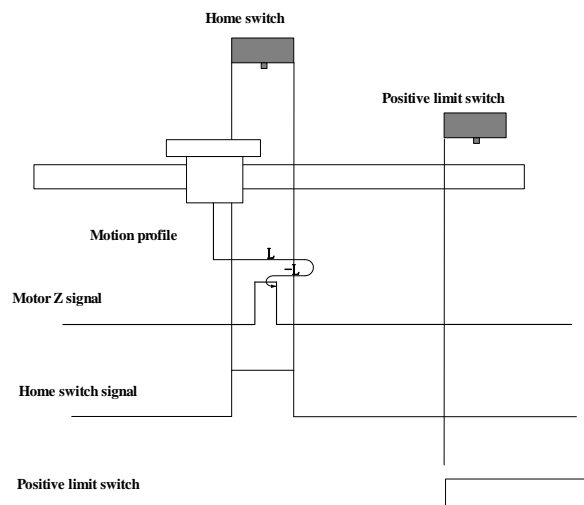 Home switch
Positive limit switch
Motion profile
L
−L
Motor Z signal
Home switch signal
Positive limit switch